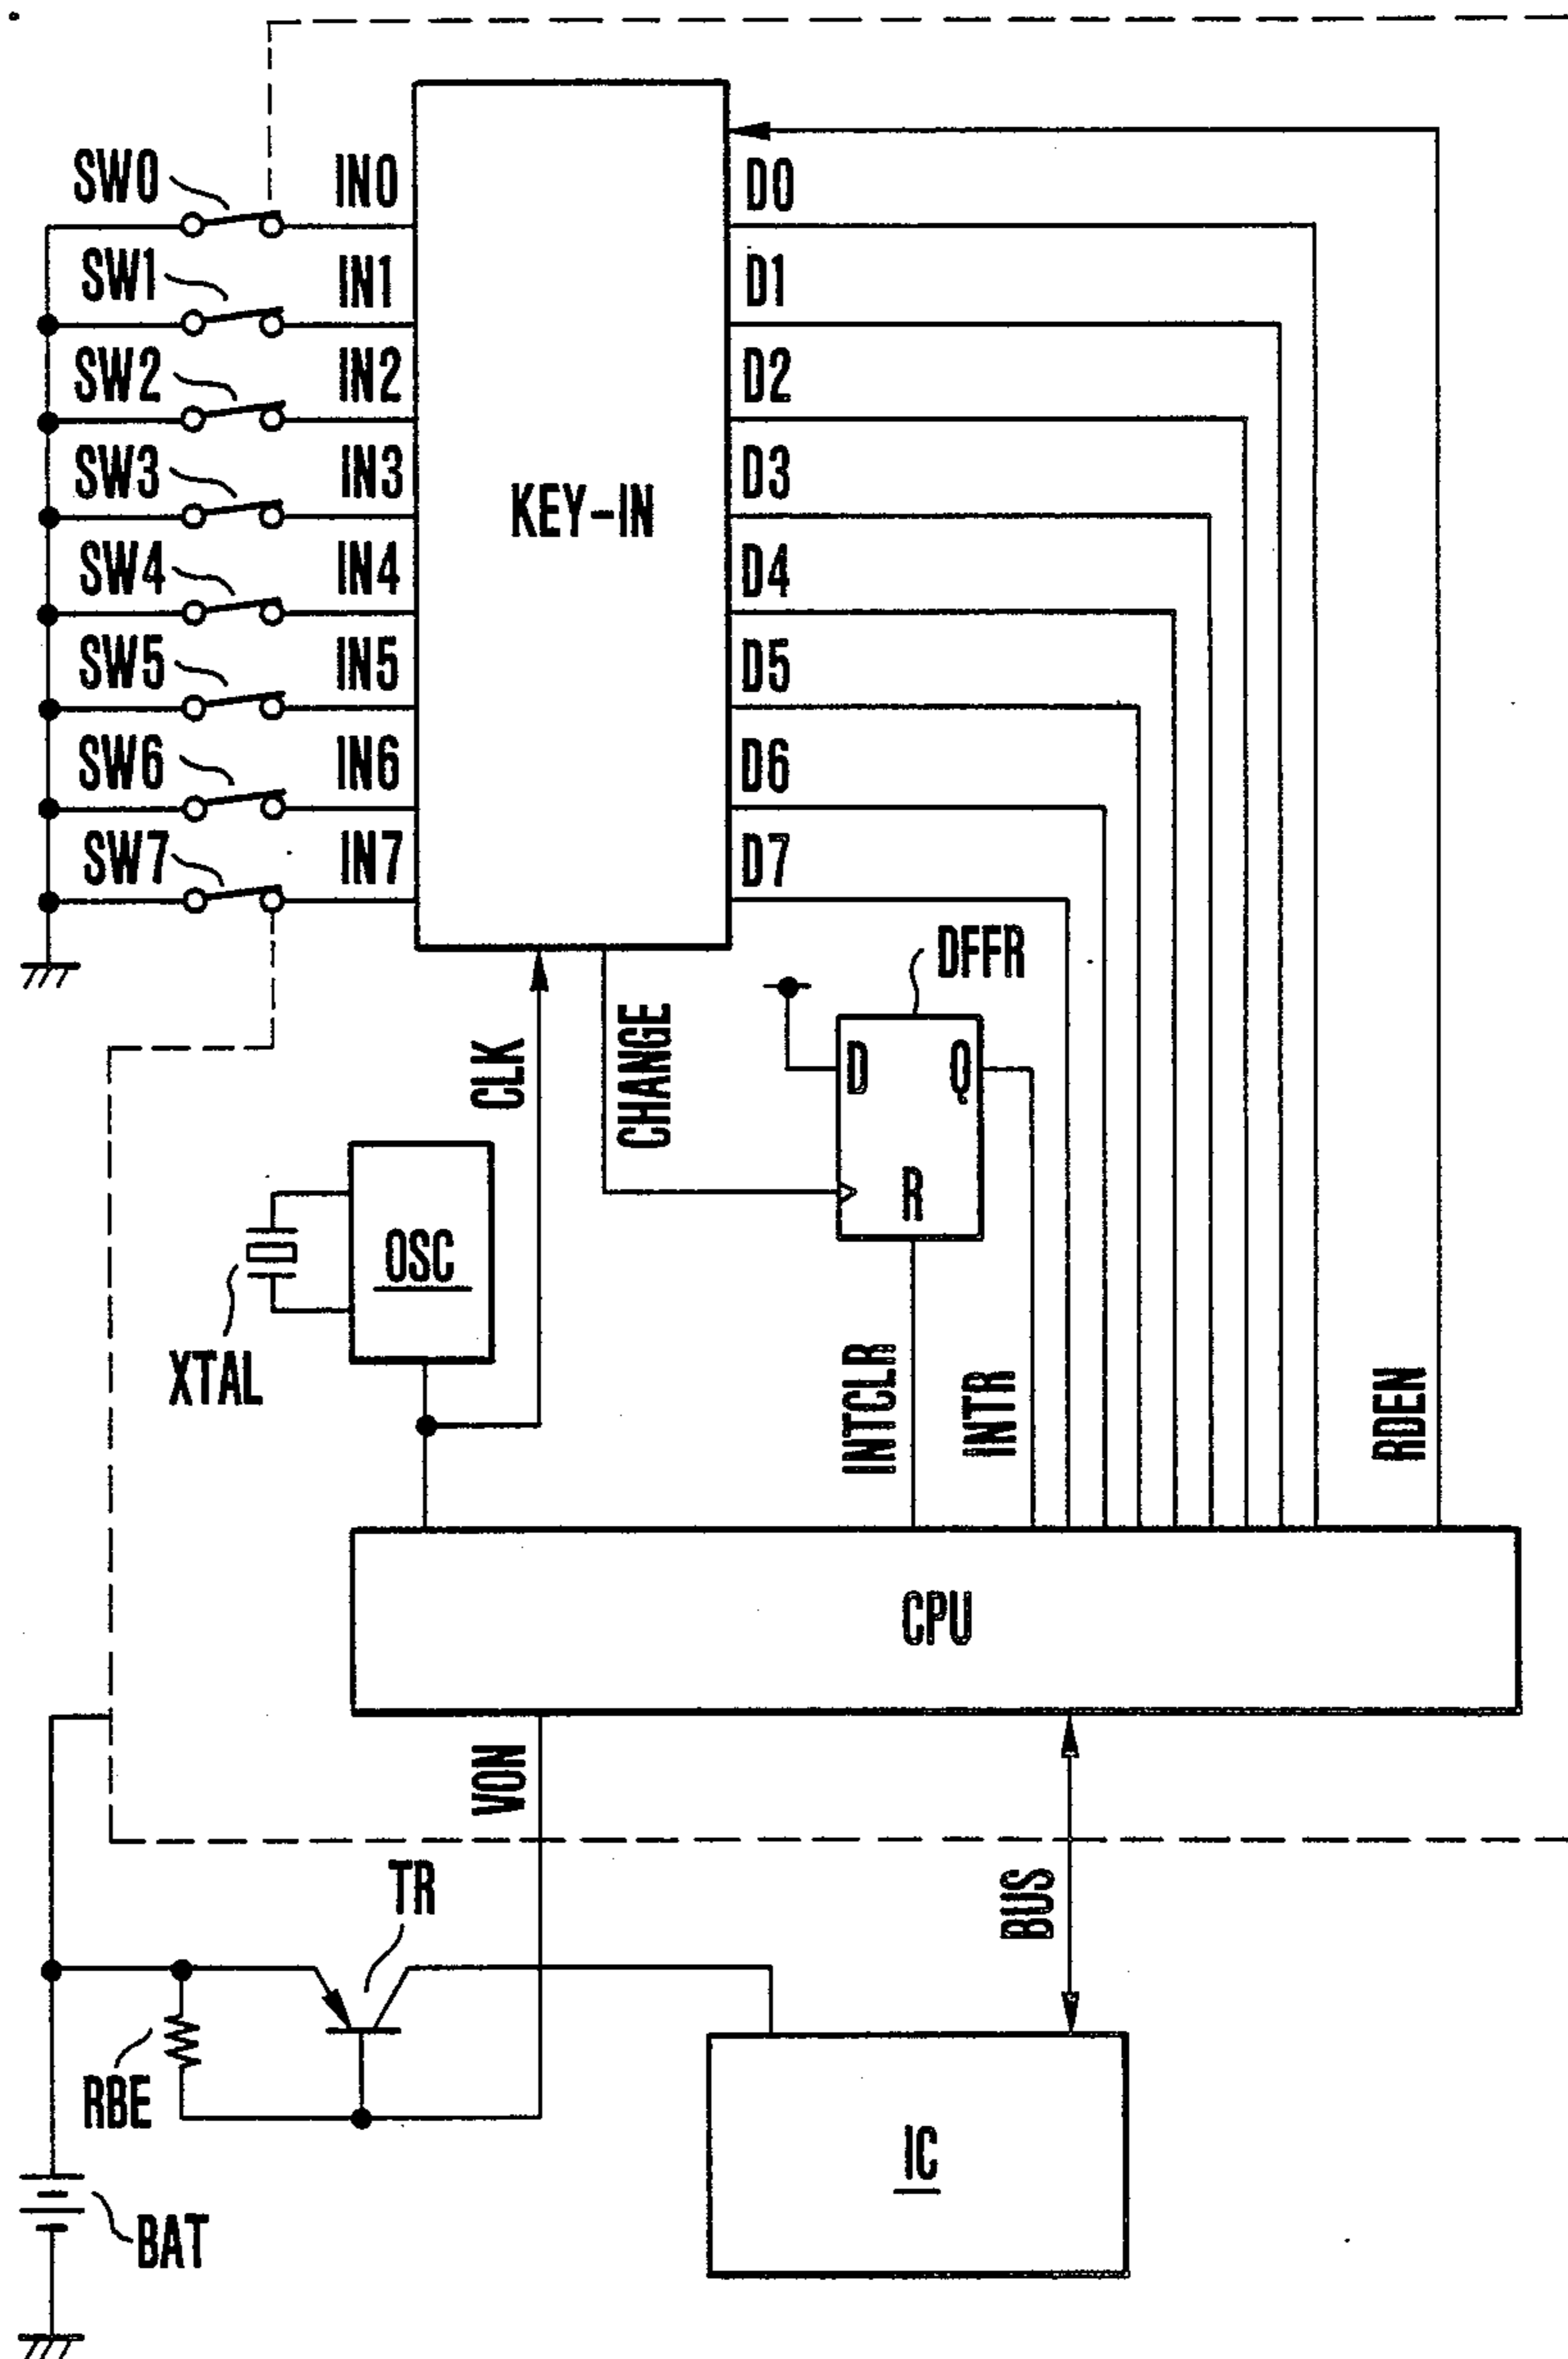 SW0
IN0
D0
SW1
IN1
D1
SW2
IN2
D2
SW3
IN3
D3
KEY-IN
SW4
IN4
D4
SW5
IN5
D5
SW6
IN6
D6
SW7
IN7
D7
DFFR
CLK
CHANGE
D
Q
R
OSC
XTAL
INTCLR
INTR
RDEN
CPU
VON
TR
BUS
RBE
IC
BAT